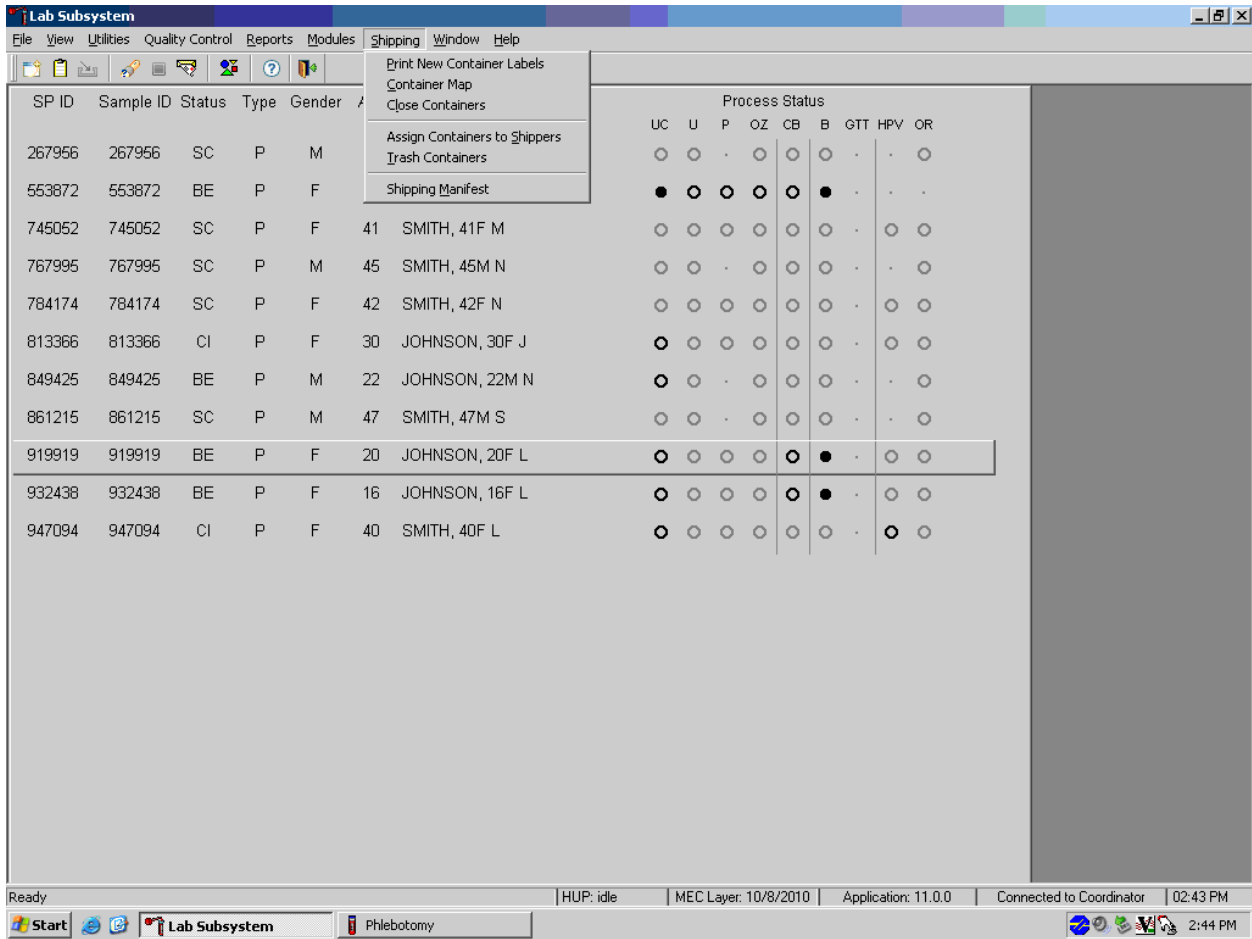 Lab Subsystem
File View Utilities Quality Control Reports Modules Shipping Window Help
Print New Container Labels
Container Map
Close Containers
Assign Containers to Shippers
Trash Containers
Shipping Manifest
SP ID Sample ID Status Type Gender Process Status
UC U P OZ CB B GTT HPV OR
267956 267956 SC P M
553872 553872 BE P F
745052 745052 SC P F 41 SMITH, 41F M
767995 767995 SC P M 45 SMITH, 45M N
784174 784174 SC P F 42 SMITH, 42F N
813366 813366 CI P F 30 JOHNSON, 30F J
849425 849425 BE P M 22 JOHNSON, 22M N
861215 861215 SC P M 47 SMITH, 47M S
919919 919919 BE P F 20 JOHNSON, 20F L
932438 932438 BE P F 16 JOHNSON, 16F L
947094 947094 CI P F 40 SMITH, 40F L
Ready HUP: idle MEC Layer: 10/8/2010 Application: 11.0.0 Connected to Coordinator 02:43 PM
Start Lab Subsystem Phlebotomy 2:44 PM